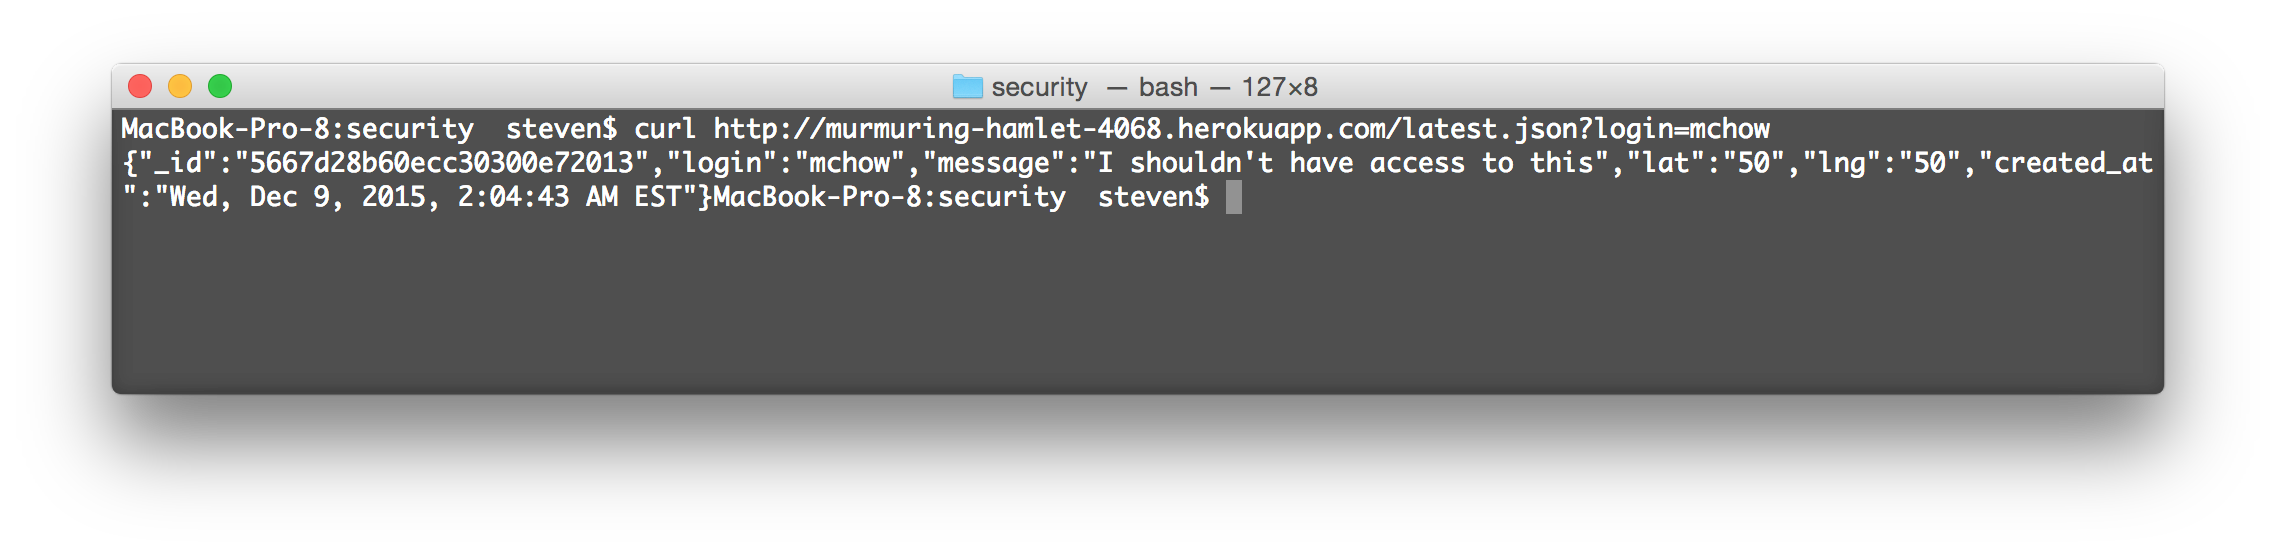 security — bash — 127×8
MacBook-Pro-8:security  steven$ curl http://murmuring-hamlet-4068.herokuapp.com/latest.json?login=mchow
{"_id":"5667d28b60ecc30300e72013","login":"mchow","message":"I shouldn't have access to this","lat":"50","lng":"50","created_at
":"Wed, Dec 9, 2015, 2:04:43 AM EST"}MacBook-Pro-8:security  steven$